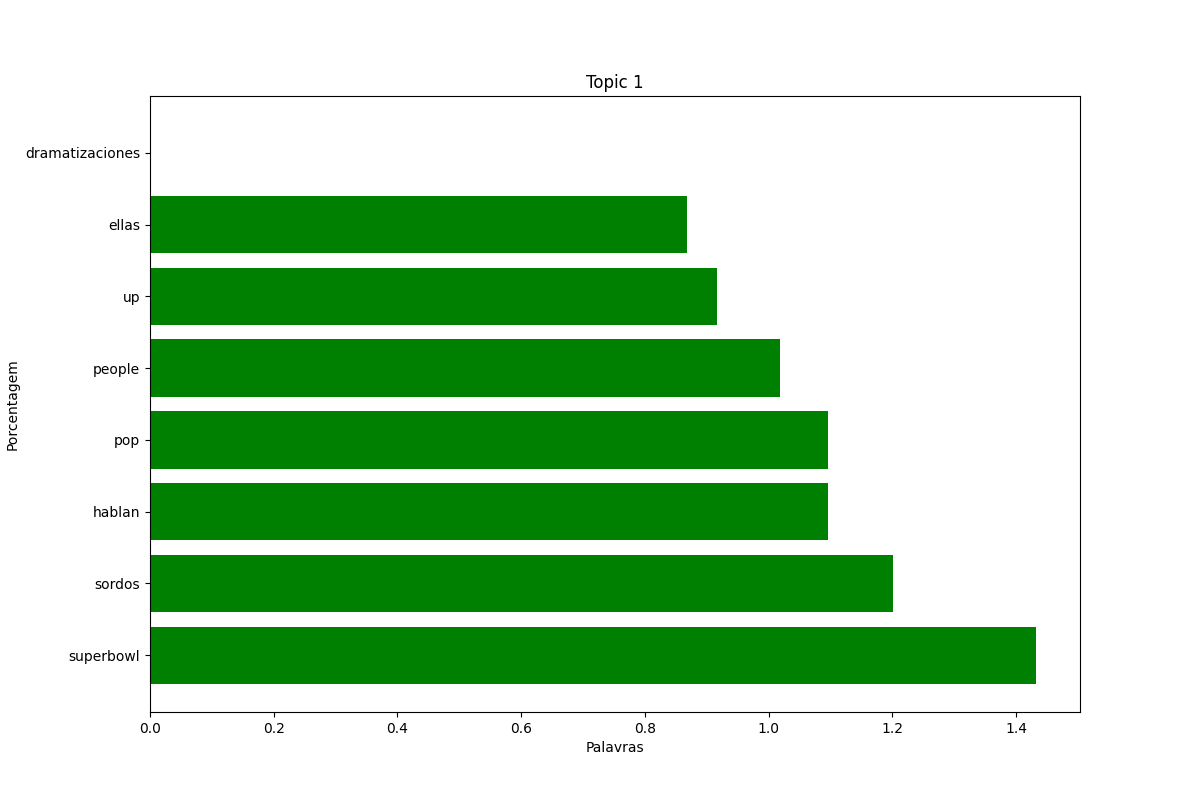 Topic 1
dramatizaciones
ellas
up
people
pop
hablan
sordos
superbowl
Porcentagem
0.0 0.2 0.4 0.6 0.8 1.0 1.2 1.4
Palavras